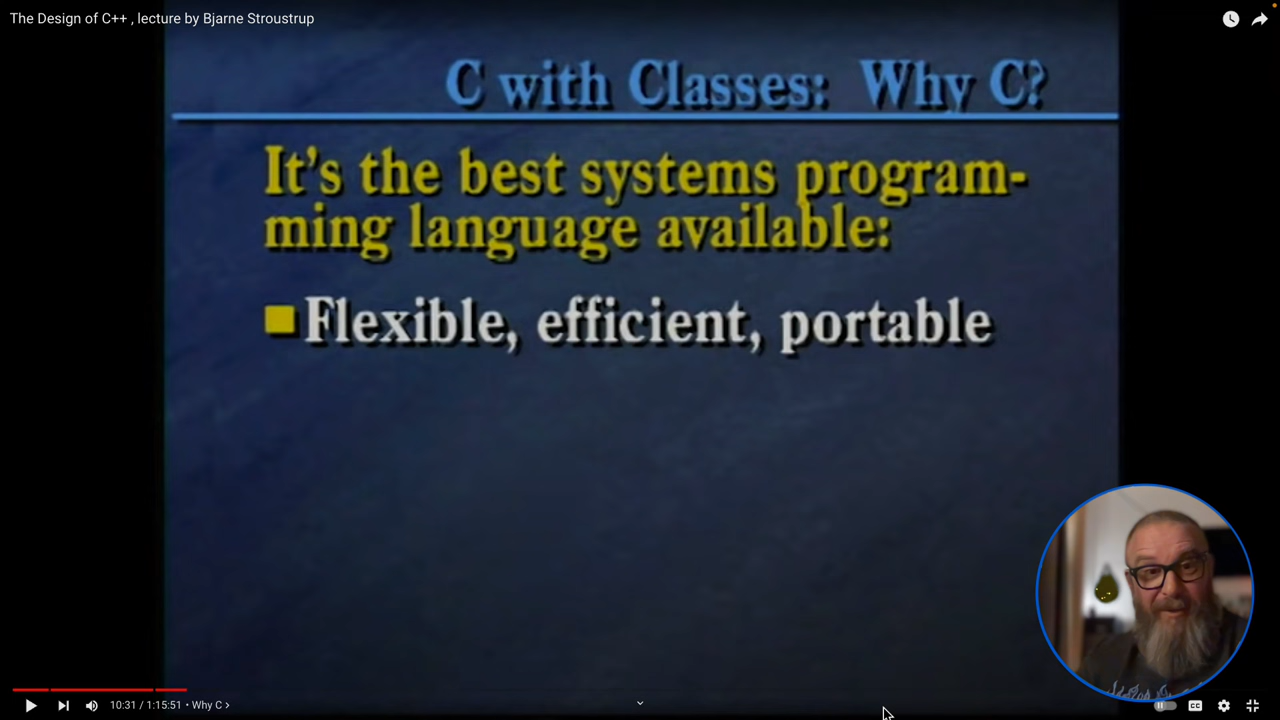 The Design of C++ , lecture by Bjarne Stroustrup
C with Classes: Why C?
It's the best systems program-
ming language available:
Flexible, efficient, portable
10:31 / 1:15:51 • Why C >
CC